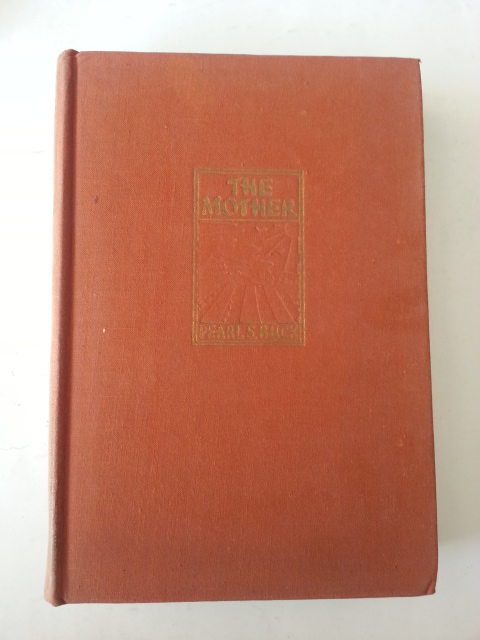 THE
MOTHER
PEARL S. BUCK